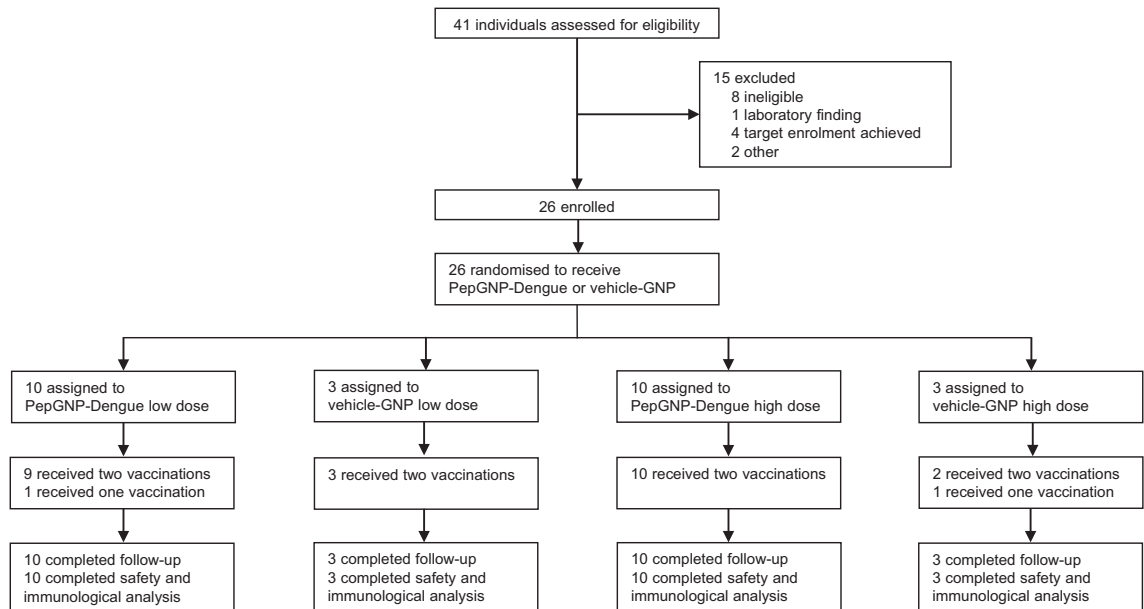 41 individuals assessed for eligibility
15 excluded
8 ineligible
1 laboratory finding
4 target enrolment achieved
2 other
26 enrolled
26 randomised to receive
PepGNP-Dengue or vehicle-GNP
10 assigned to
PepGNP-Dengue low dose
3 assigned to
vehicle-GNP low dose
10 assigned to
PepGNP-Dengue high dose
3 assigned to
vehicle-GNP high dose
9 received two vaccinations
1 received one vaccination
3 received two vaccinations
10 received two vaccinations
2 received two vaccinations
1 received one vaccination
10 completed follow-up
10 completed safety and
immunological analysis
3 completed follow-up
3 completed safety and
immunological analysis
10 completed follow-up
10 completed safety and
immunological analysis
3 completed follow-up
3 completed safety and
immunological analysis